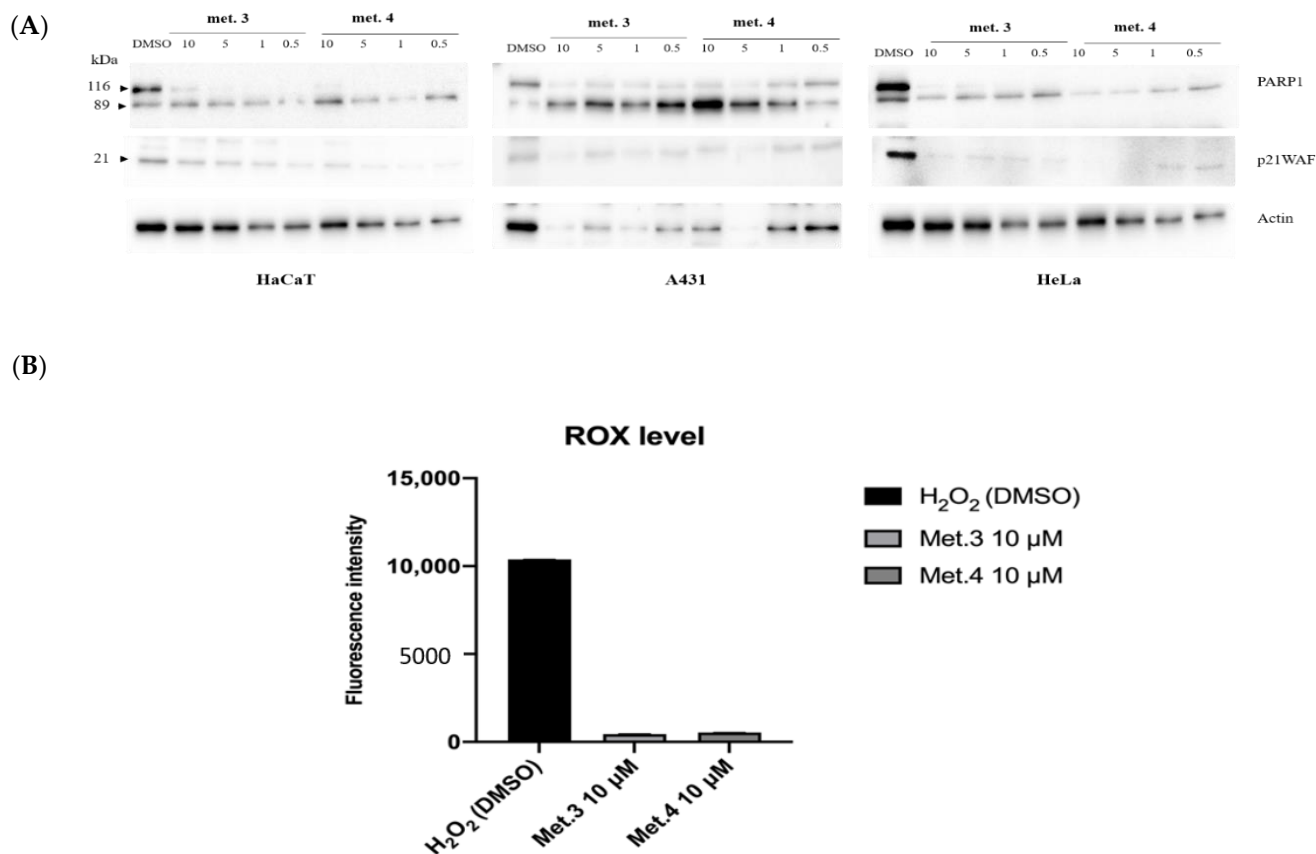 (A)
met. 3 met. 4 met. 3 met. 4 met. 3 met. 4
DMSO 10 5 1 0.5 10 5 1 0.5 DMSO 10 5 1 0.5 10 5 1 0.5 DMSO 10 5 1 0.5 10 5 1 0.5
kDa
116
89
PARP1
21
p21WAF
Actin
HaCaT A431 HeLa
(B)
ROX level
15,000
10,000
5000
0
Fluorescence intensity
H₂O₂ (DMSO)
Met.3 10 µM
Met.4 10 µM
H₂O₂ (DMSO)
Met.3 10 µM
Met.4 10 µM